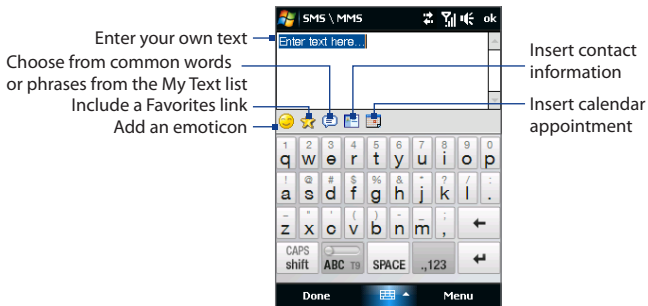 SMS \ MMS ok
Enter your own text
Enter text here...
Choose from common words
or phrases from the My Text list
Include a Favorites link
Add an emoticon
Insert contact
information
Insert calendar
appointment
1 2 3 4 5 6 7 8 9 0
q w e r t y u i o p
! @ # $ % & " ? / :
a s d f g h j k l .
~ " ' ( ) - _ ;
z x c v b n m ,
CAPS
shift ABC T9 SPACE .,123
Done Menu